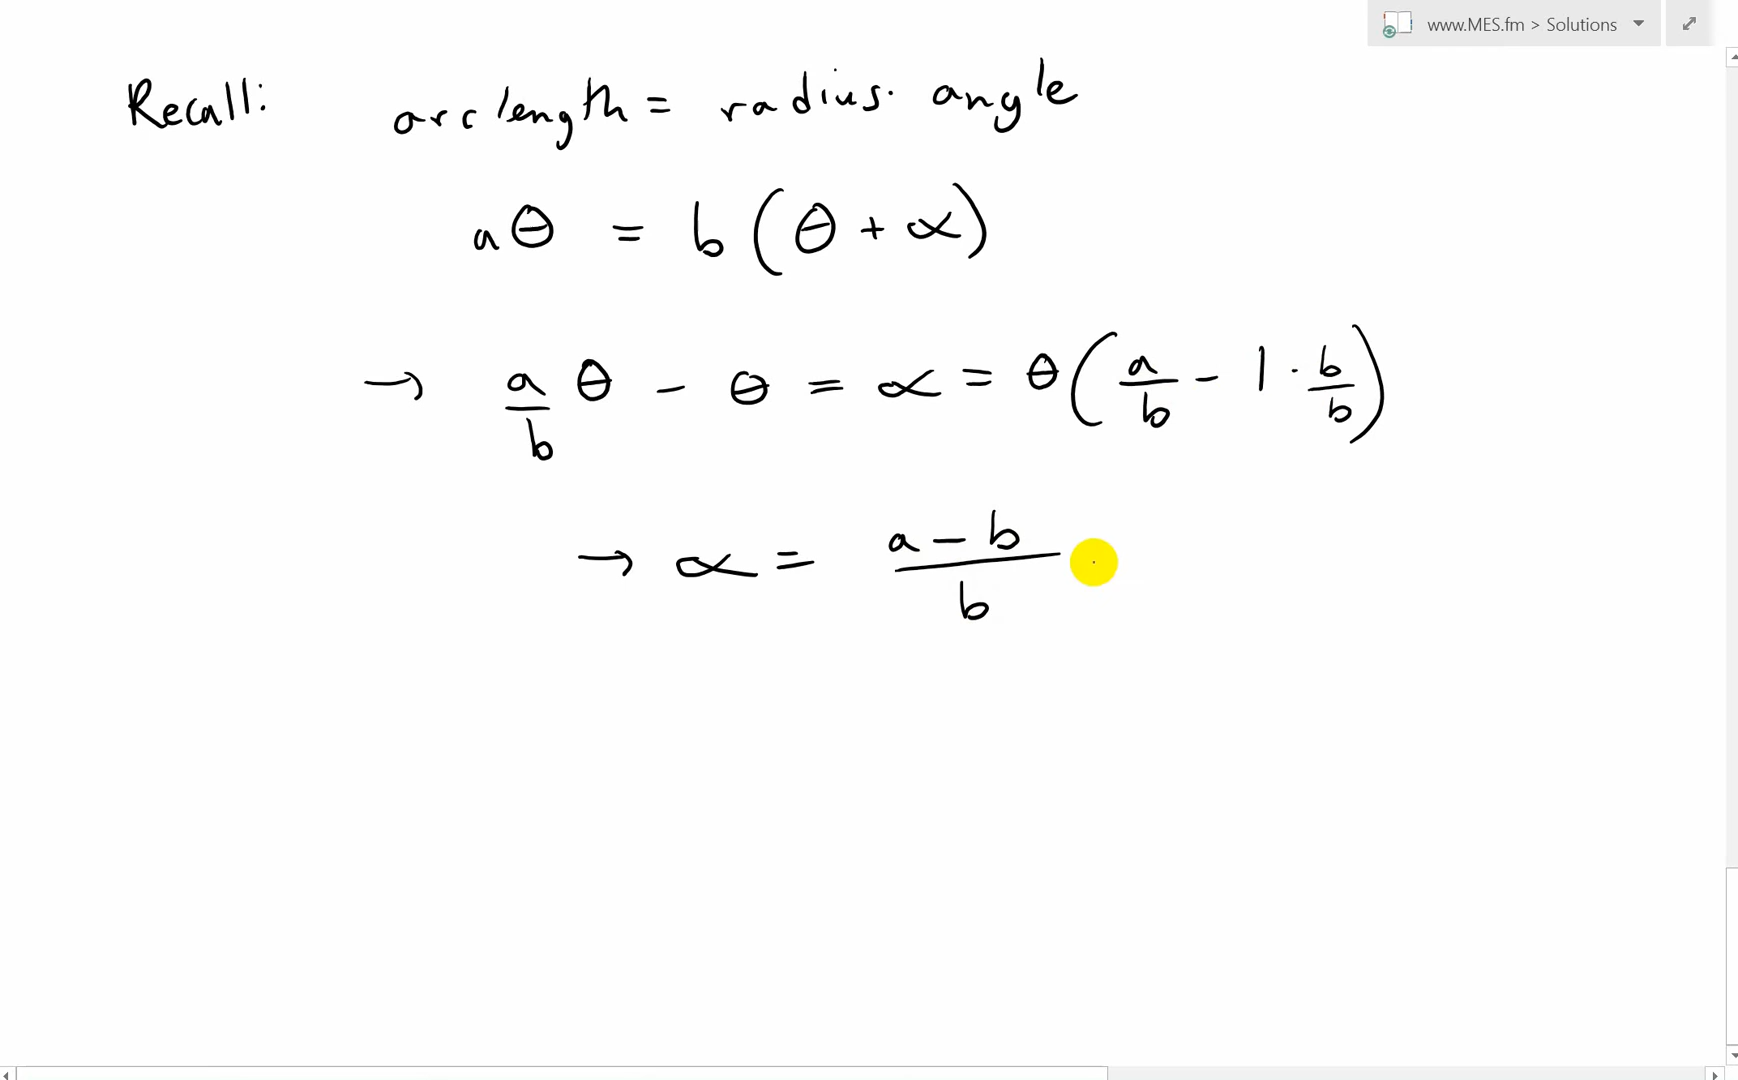 www.MES.fm > Solutions
Recall: arc length = radius · angle
aθ = b(θ + α)
→ a/b θ - θ = α = θ(a/b - 1 · b/b)
→ α = a - b/b